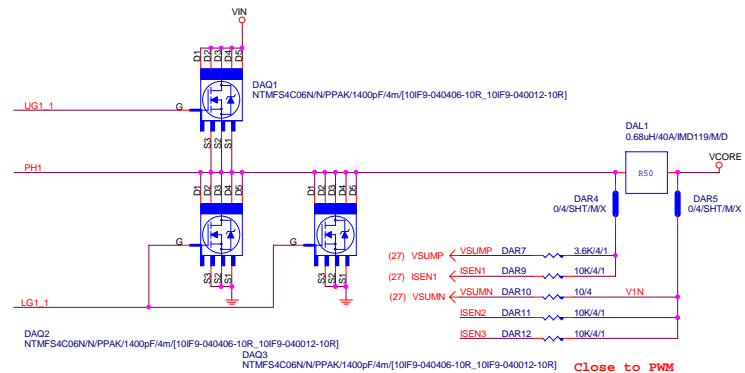 VIN
D1 D2 D3 D4 D5
DAQ1
NTMFS4C06N/N/PPAK/1400pF/4m/[10IF9-040406-10R_10IF9-040012-10R]
UG1_1
G
S3 S2 S1
DAL1
0.68uH/40A/IMD119/M/D
VCORE
PH1
R50
D1 D2 D3 D4 D5
D1 D2 D3 D4 D5
DAR4
0/4/SHT/M/X
DAR5
0/4/SHT/M/X
G
G
(27) VSUMP VSUMP DAR7 3.6K/4/1
(27) ISEN1 ISEN1 DAR9 10K/4/1
S3 S2 S1
S3 S2 S1
(27) VSUMN VSUMN DAR10 10/4 V1N
LG1_1
ISEN2 DAR11 10K/4/1
ISEN3 DAR12 10K/4/1
DAQ2
NTMFS4C06N/N/PPAK/1400pF/4m/[10IF9-040406-10R_10IF9-040012-10R]
DAQ3
NTMFS4C06N/N/PPAK/1400pF/4m/[10IF9-040406-10R_10IF9-040012-10R]
Close to PWM